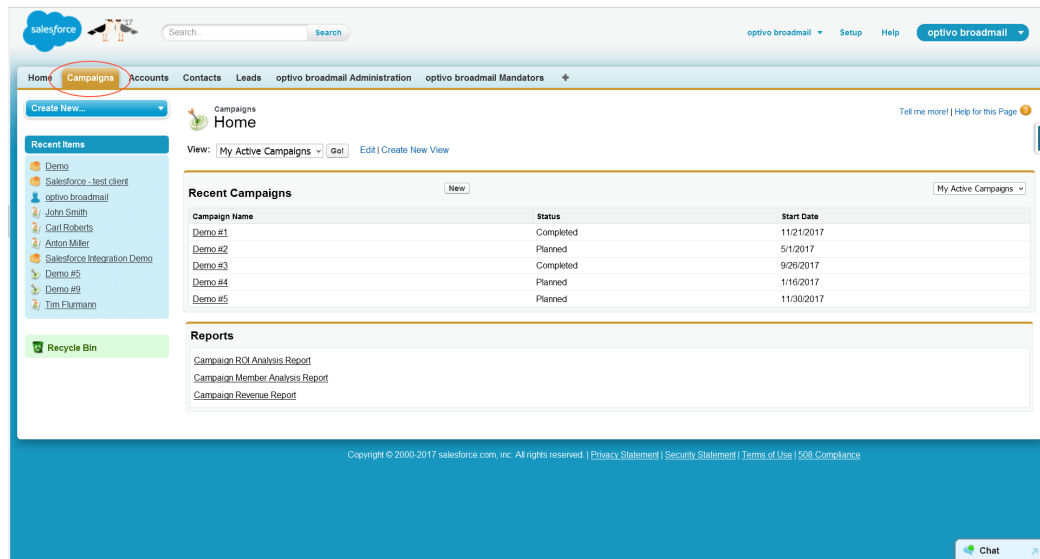 salesforce
Search...
Search
optivo broadmail
Setup
Help
optivo broadmail
Home
Campaigns
Accounts
Contacts
Leads
optivo broadmail Administration
optivo broadmail Mandators
+
Create New...
Recent Items
Demo
Salesforce - test client
optivo broadmail
John Smith
Carl Roberts
Anton Miller
Salesforce Integration Demo
Demo #5
Demo #9
Tim Flurmann
Recycle Bin
Campaigns
Home
Tell me more! | Help for this Page ?
View: My Active Campaigns Go! Edit | Create New View
Recent Campaigns New My Active Campaigns
Campaign Name Status Start Date
Demo #1 Completed 11/21/2017
Demo #2 Planned 5/1/2017
Demo #3 Completed 9/26/2017
Demo #4 Planned 1/16/2017
Demo #5 Planned 11/30/2017
Reports
Campaign ROI Analysis Report
Campaign Member Analysis Report
Campaign Revenue Report
Copyright © 2000-2017 salesforce.com, inc. All rights reserved. | Privacy Statement | Security Statement | Terms of Use | 508 Compliance
Chat